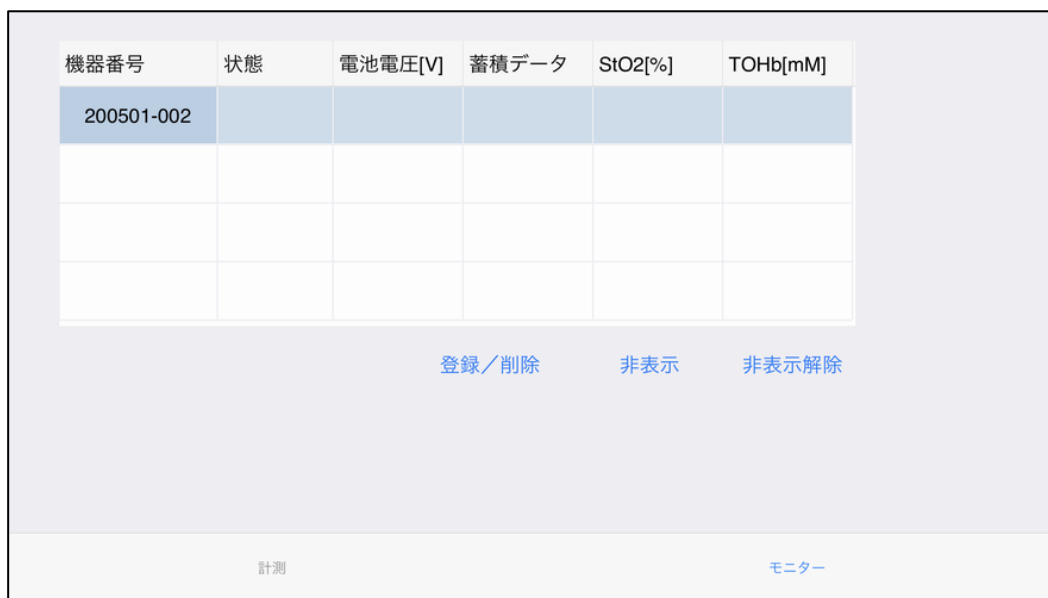 機器番号 状態 電池電圧[V] 蓄積データ StO2[%] TOHb[mM]
200501-002
登録／削除 非表示 非表示解除
計測 モニター